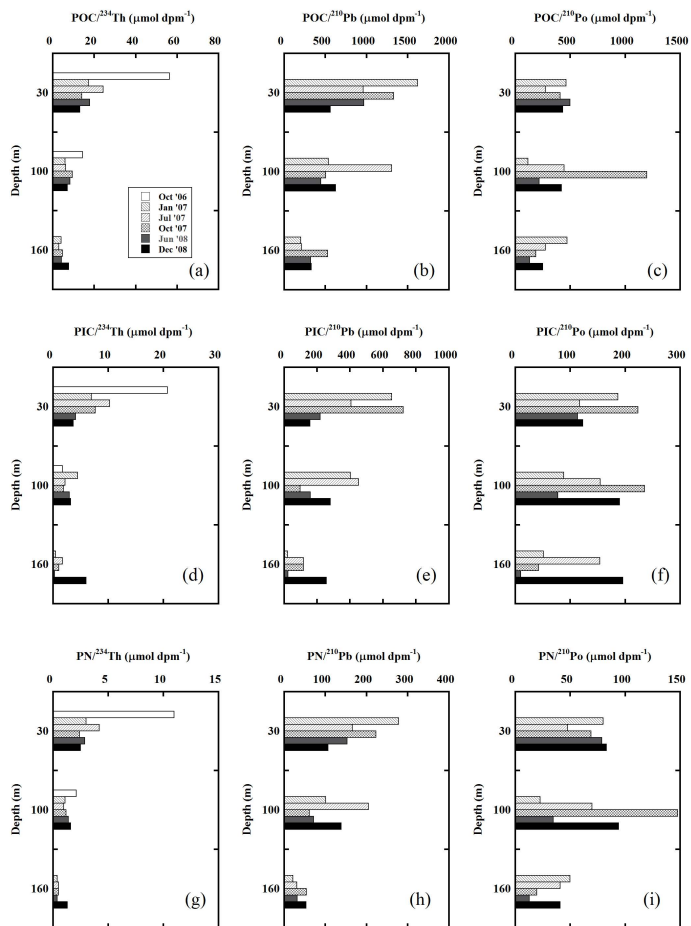 POC/²³⁴Th (μmol dpm⁻¹)
0 20 40 60 80
Depth (m)
30
100
160
Oct '06
Jan '07
Jul '07
Oct '07
Jun '08
Dec '08
(a)
POC/²¹⁰Pb (μmol dpm⁻¹)
0 500 1000 1500 2000
(b)
POC/²¹⁰Po (μmol dpm⁻¹)
0 500 1000 1500
(c)
PIC/²³⁴Th (μmol dpm⁻¹)
0 10 20 30
Depth (m)
30
100
160
(d)
PIC/²¹⁰Pb (μmol dpm⁻¹)
0 200 400 600 800 1000
Depth (m)
30
100
160
(e)
PIC/²¹⁰Po (μmol dpm⁻¹)
0 100 200 300
Depth (m)
30
100
160
(f)
PN/²³⁴Th (μmol dpm⁻¹)
0 5 10 15
Depth (m)
30
100
160
(g)
PN/²¹⁰Pb (μmol dpm⁻¹)
0 100 200 300 400
Depth (m)
30
100
160
(h)
PN/²¹⁰Po (μmol dpm⁻¹)
0 50 100 150
Depth (m)
30
100
160
(i)